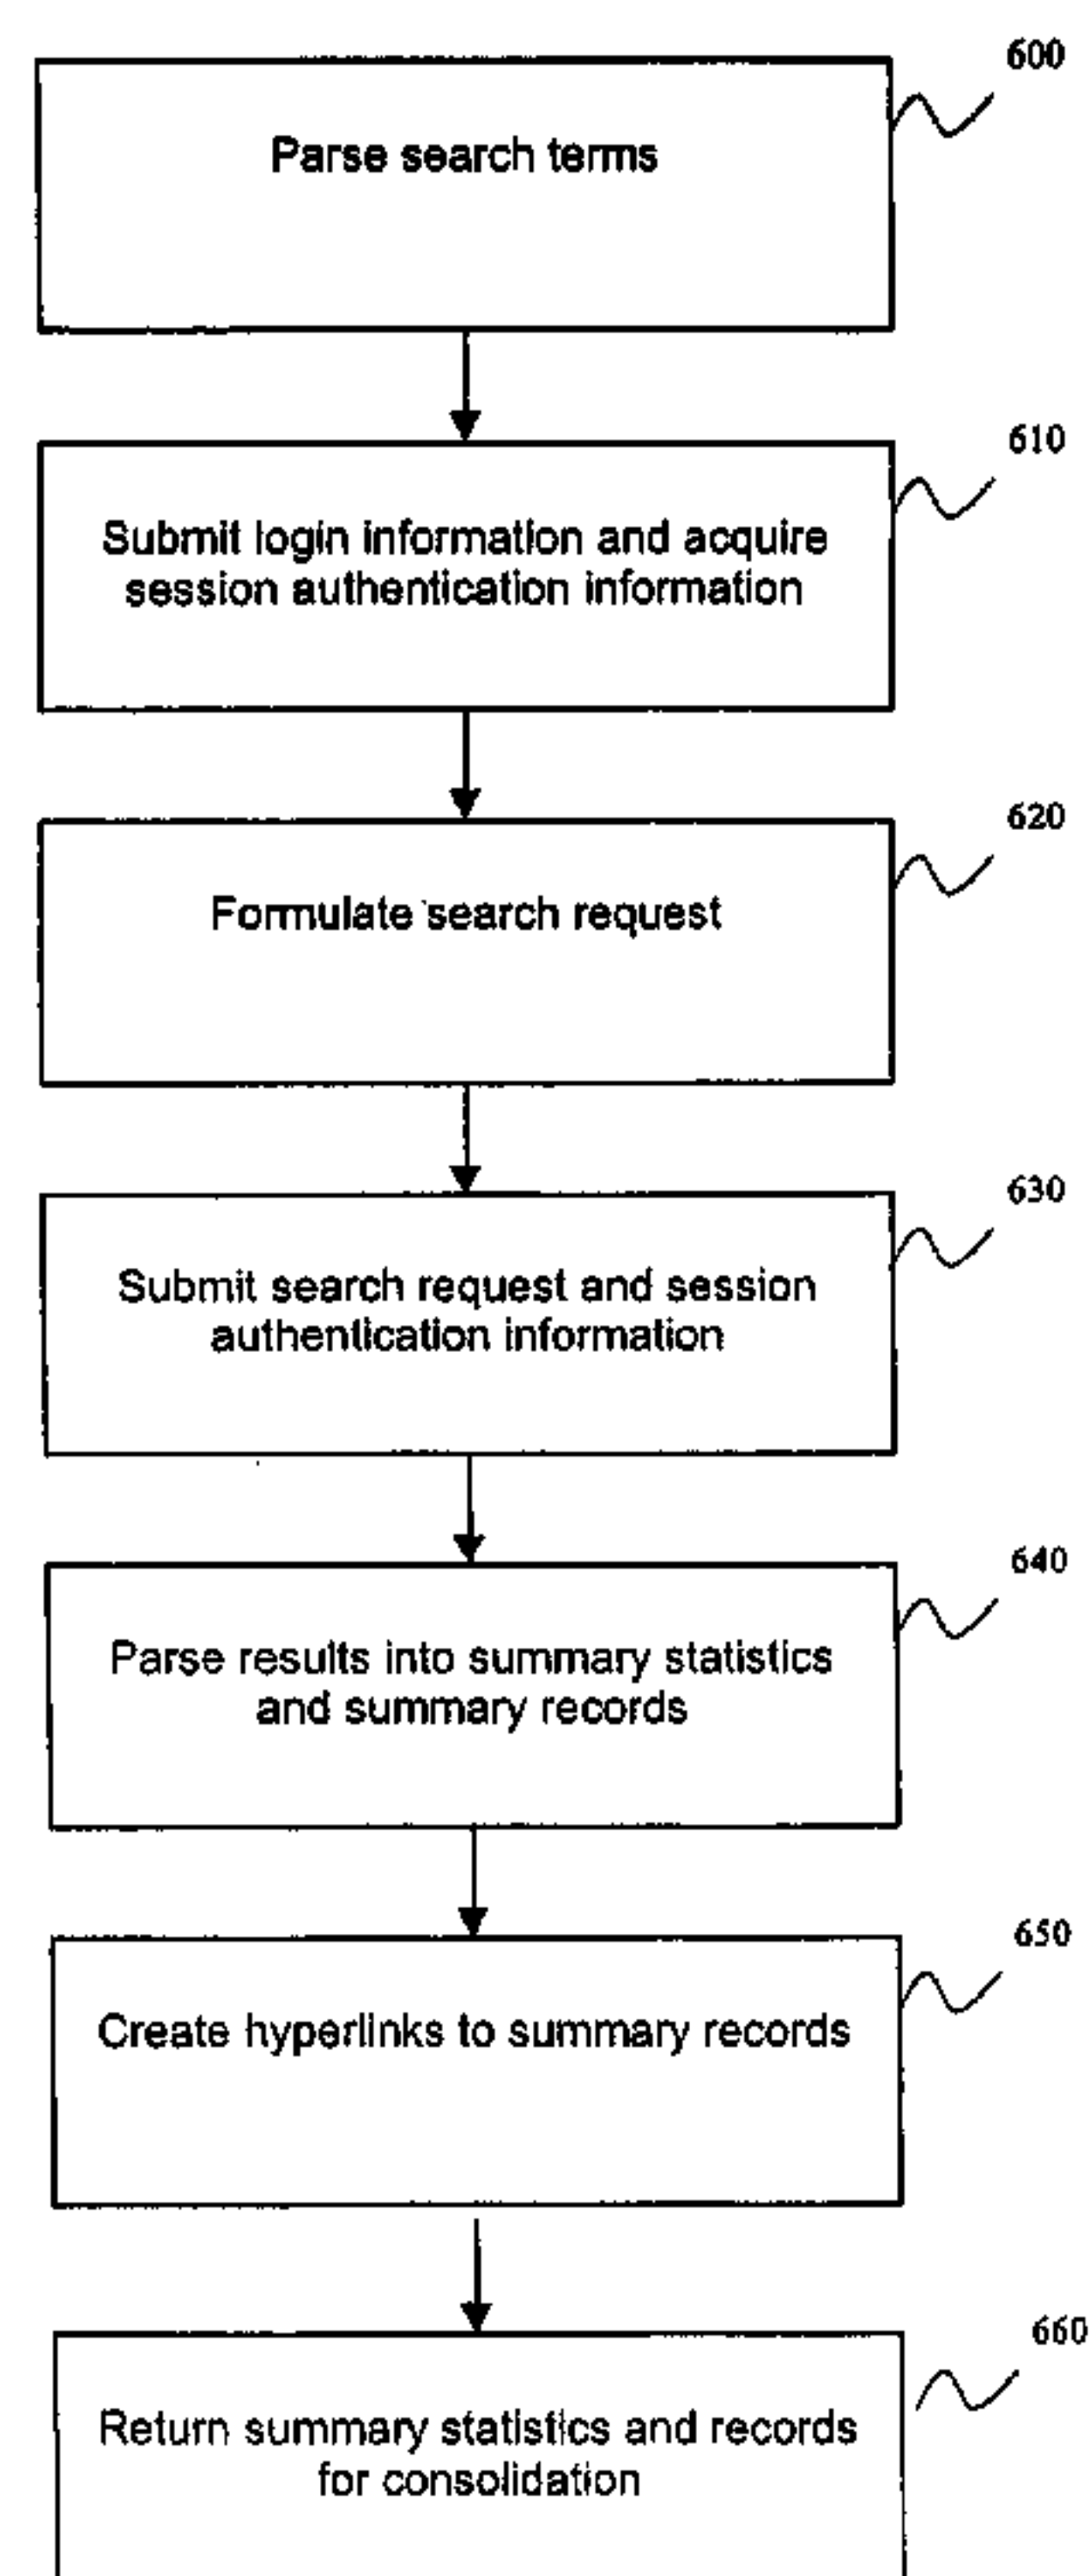 600
Parse search terms
610
Submit login information and acquire
session authentication information
620
Formulate search request
630
Submit search request and session
authentication information
640
Parse results into summary statistics
and summary records
650
Create hyperlinks to summary records
660
Return summary statistics and records
for consolidation